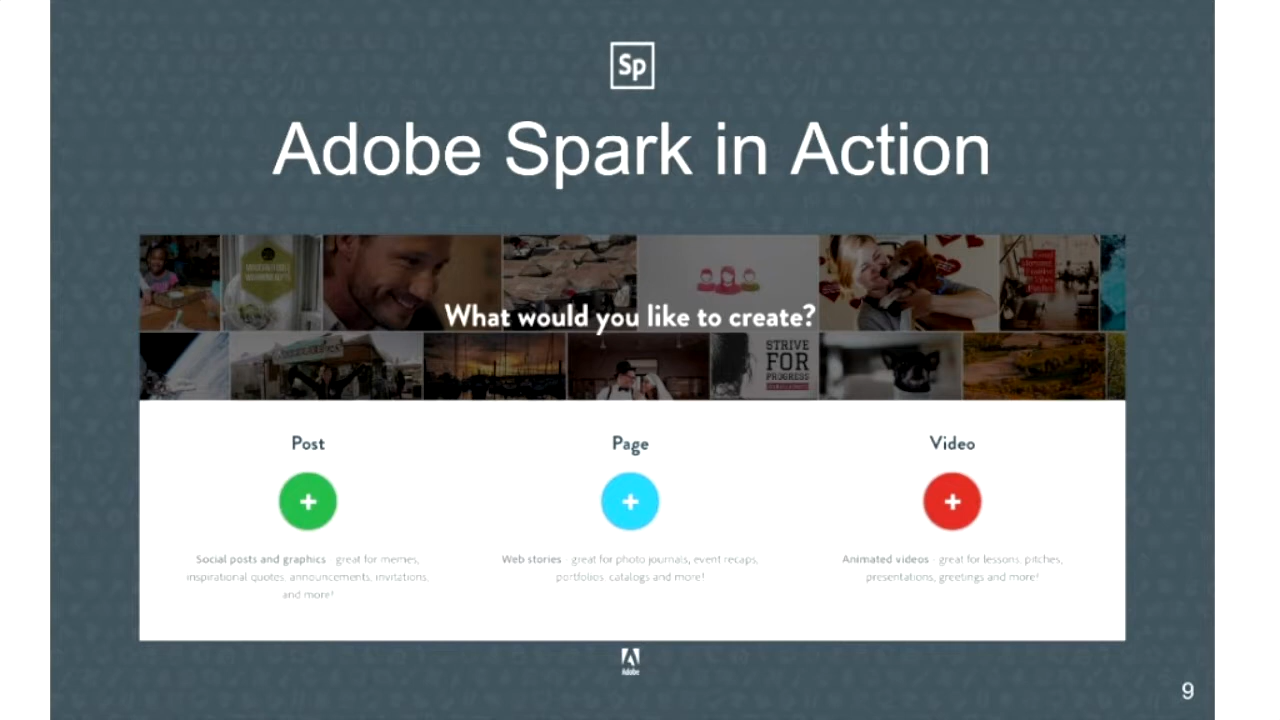 Sp
Adobe Spark in Action
What would you like to create?
STRIVE
FOR
PROGRESS
Post
Page
Video
+
+
+
Social posts and graphics - great for memes,
inspirational quotes, announcements, invitations,
and more!
Web stories - great for photo journals, event recaps,
portfolios, catalogs and more!
Animated videos - great for lessons, pitches,
presentations, greetings and more!
Adobe
9